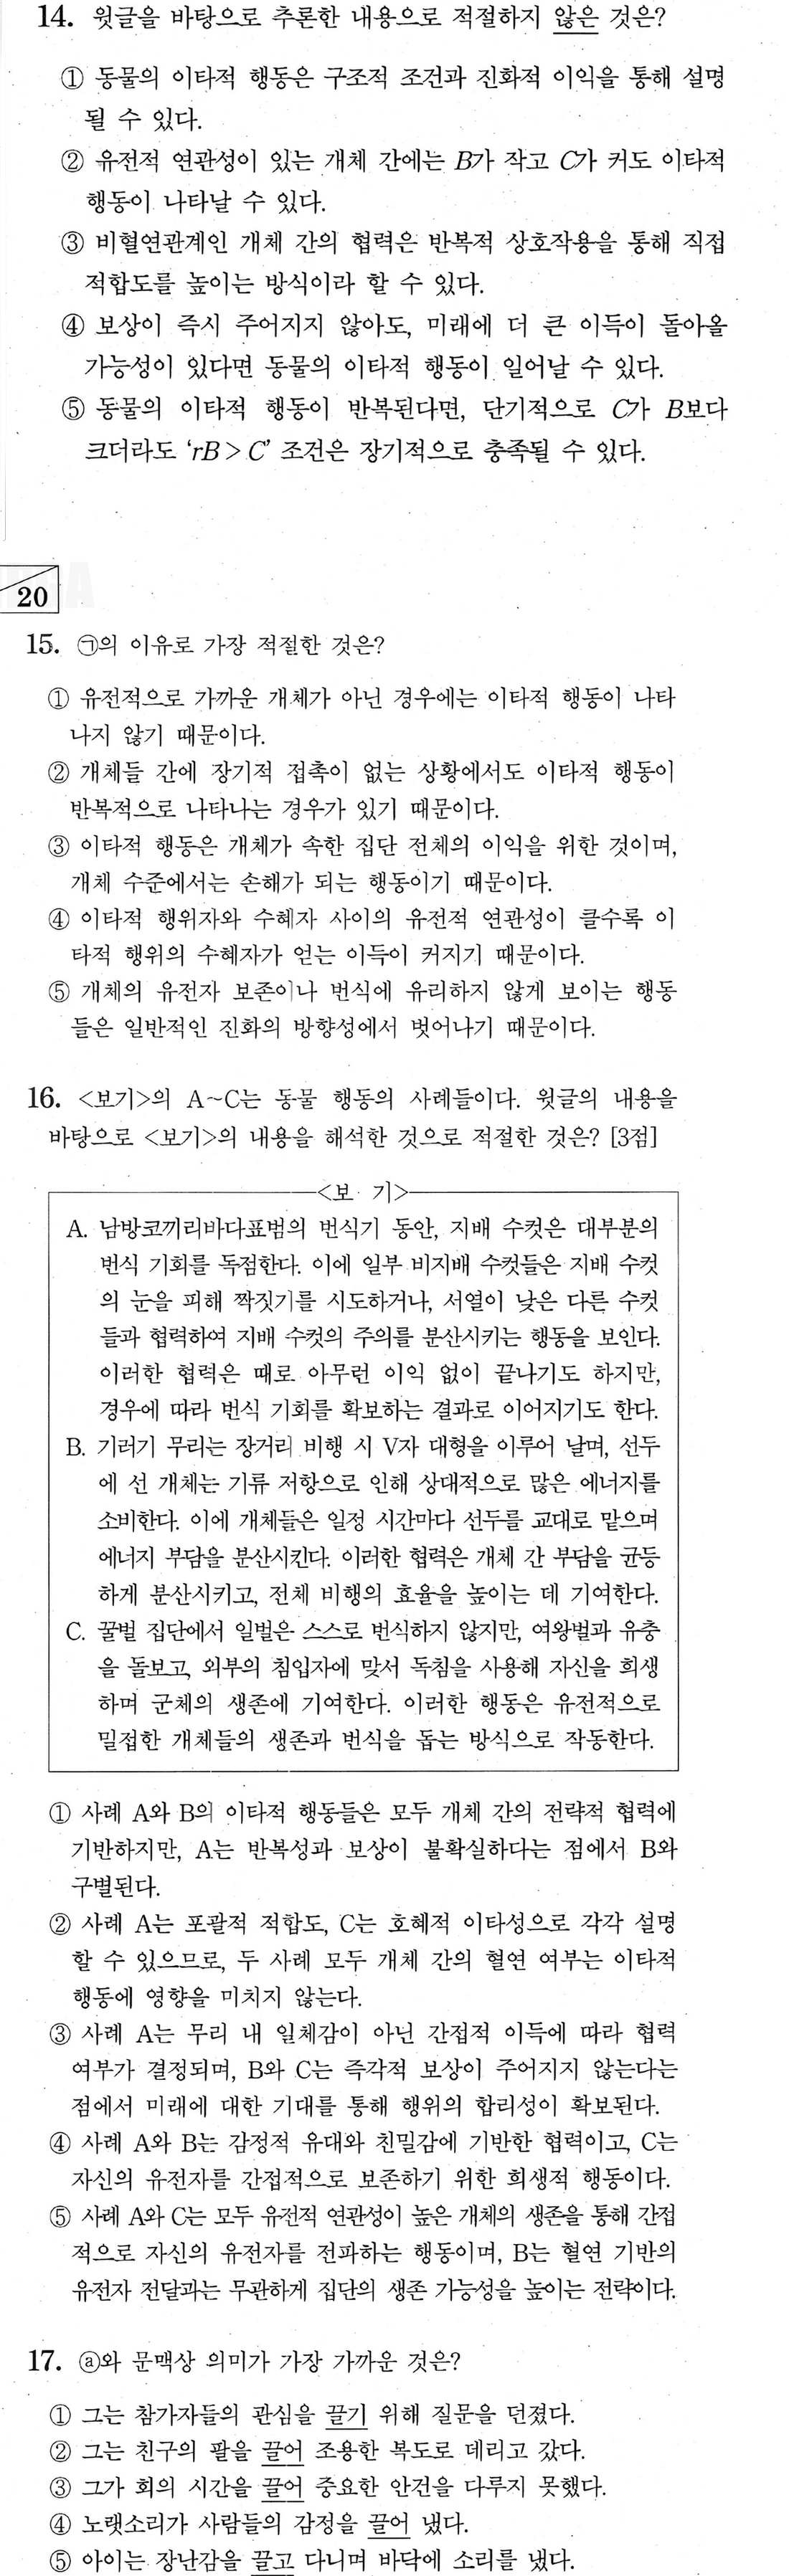 14. 윗글을 바탕으로 추론한 내용으로 적절하지 않은 것은?
① 동물의 이타적 행동은 구조적 조건과 진화적 이익을 통해 설명
될 수 있다.
② 유전적 연관성이 있는 개체 간에는 B가 작고 C가 커도 이타적
행동이 나타날 수 있다.
③ 비혈연관계인 개체 간의 협력은 반복적 상호작용을 통해 직접
적합도를 높이는 방식이라 할 수 있다.
④ 보상이 즉시 주어지지 않아도, 미래에 더 큰 이득이 돌아올
가능성이 있다면 동물의 이타적 행동이 일어날 수 있다.
⑤ 동물의 이타적 행동이 반복된다면, 단기적으로 C가 B보다
크더라도 ‘rB > C’ 조건은 장기적으로 충족될 수 있다.
20
15. ㉠의 이유로 가장 적절한 것은?
① 유전적으로 가까운 개체가 아닌 경우에는 이타적 행동이 나타
나지 않기 때문이다.
② 개체들 간에 장기적 접촉이 없는 상황에서도 이타적 행동이
반복적으로 나타나는 경우가 있기 때문이다.
③ 이타적 행동은 개체가 속한 집단 전체의 이익을 위한 것이며,
개체 수준에서는 손해가 되는 행동이기 때문이다.
④ 이타적 행위자와 수혜자 사이의 유전적 연관성이 클수록 이
타적 행위의 수혜자가 얻는 이득이 커지기 때문이다.
⑤ 개체의 유전자 보존이나 번식에 유리하지 않게 보이는 행동
들은 일반적인 진화의 방향성에서 벗어나기 때문이다.
16. <보기>의 A~C는 동물 행동의 사례들이다. 윗글의 내용을
바탕으로 <보기>의 내용을 해석한 것으로 적절한 것은? [3점]
<보 기>
A. 남방코끼리바다표범의 번식기 동안, 지배 수컷은 대부분의
번식 기회를 독점한다. 이에 일부 비지배 수컷들은 지배 수컷
의 눈을 피해 짝짓기를 시도하거나, 서열이 낮은 다른 수컷
들과 협력하여 지배 수컷의 주의를 분산시키는 행동을 보인다.
이러한 협력은 때로 아무런 이익 없이 끝나기도 하지만,
경우에 따라 번식 기회를 확보하는 결과로 이어지기도 한다.
B. 기러기 무리는 장거리 비행 시 V자 대형을 이루어 날며, 선두
에 선 개체는 기류 저항으로 인해 상대적으로 많은 에너지를
소비한다. 이에 개체들은 일정 시간마다 선두를 교대로 맡으며
에너지 부담을 분산시킨다. 이러한 협력은 개체 간 부담을 균등
하게 분산시키고, 전체 비행의 효율을 높이는 데 기여한다.
C. 꿀벌 집단에서 일벌은 스스로 번식하지 않지만, 여왕벌과 유충
을 돌보고, 외부의 침입자에 맞서 독침을 사용해 자신을 희생
하며 군체의 생존에 기여한다. 이러한 행동은 유전적으로
밀접한 개체들의 생존과 번식을 돕는 방식으로 작동한다.
① 사례 A와 B의 이타적 행동들은 모두 개체 간의 전략적 협력에
기반하지만, A는 반복성과 보상이 불확실하다는 점에서 B와
구별된다.
② 사례 A는 포괄적 적합도, C는 호혜적 이타성으로 각각 설명
할 수 있으므로, 두 사례 모두 개체 간의 혈연 여부는 이타적
행동에 영향을 미치지 않는다.
③ 사례 A는 무리 내 일체감이 아닌 간접적 이득에 따라 협력
여부가 결정되며, B와 C는 즉각적 보상이 주어지지 않는다는
점에서 미래에 대한 기대를 통해 행위의 합리성이 확보된다.
④ 사례 A와 B는 감정적 유대와 친밀감에 기반한 협력이고, C는
자신의 유전자를 간접적으로 보존하기 위한 희생적 행동이다.
⑤ 사례 A와 C는 모두 유전적 연관성이 높은 개체의 생존을 통해 간접
적으로 자신의 유전자를 전파하는 행동이며, B는 혈연 기반의
유전자 전달과는 무관하게 집단의 생존 가능성을 높이는 전략이다.
17. ⓐ와 문맥상 의미가 가장 가까운 것은?
① 그는 참가자들의 관심을 끌기 위해 질문을 던졌다.
② 그는 친구의 팔을 끌어 조용한 복도로 데리고 갔다.
③ 그가 회의 시간을 끌어 중요한 안건을 다루지 못했다.
④ 노랫소리가 사람들의 감정을 끌어 냈다.
⑤ 아이는 장난감을 끌고 다니며 바닥에 소리를 냈다.